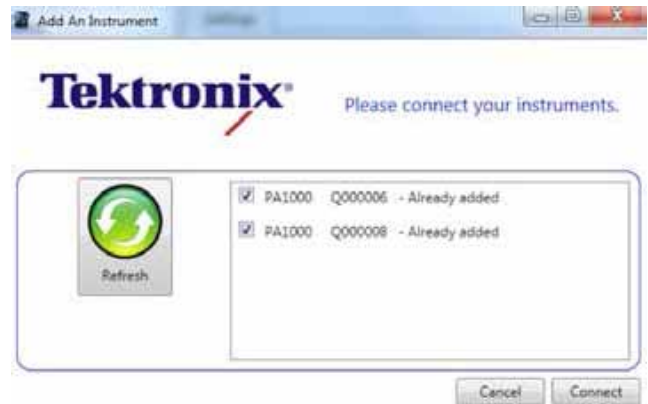 Add An Instrument
Tektronix®
Please connect your instruments.
Refresh
PA1000 Q000006 - Already added
PA1000 Q000008 - Already added
Cancel
Connect